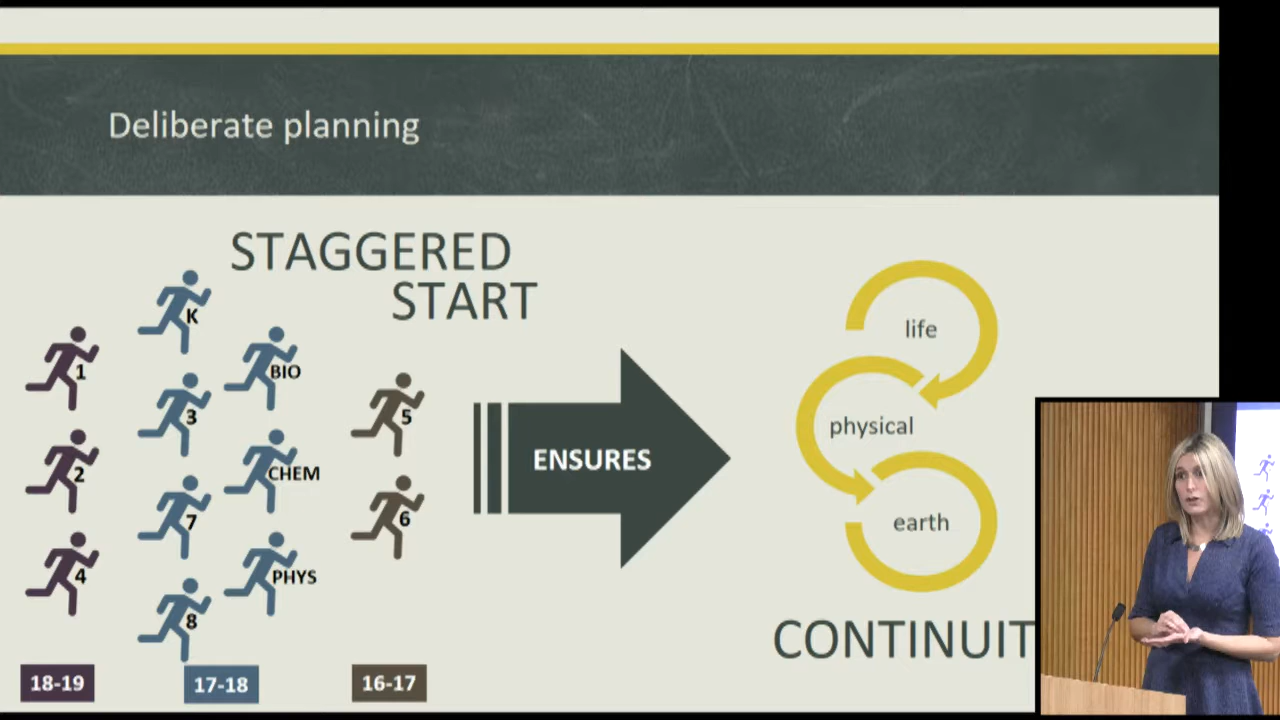 Deliberate planning
STAGGERED
START
K
1
BIO
3
5
2
CHEM
7
6
4
PHYS
8
18-19
17-18
16-17
ENSURES
life
physical
earth
CONTINUIT